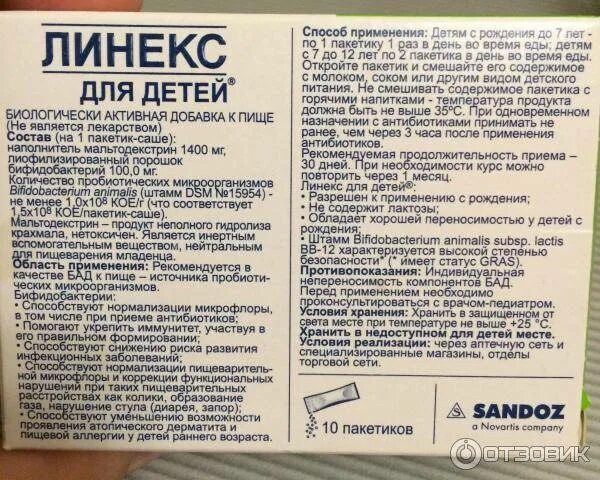 ЛИНЕКС
ДЛЯ ДЕТЕЙ®
БИОЛОГИЧЕСКИ АКТИВНАЯ ДОБАВКА К ПИЩЕ
(Не является лекарством)
Состав (на 1 пакетик-саше):
наполнитель мальтодекстрин 1400 мг,
лиофилизированный порошок
бифидобактерий 100,0 мг.
Количество пробиотических микроорганизмов
Bifidobacterium animalis (штамм DSM №15954) -
не менее 1,0х10⁸ КОЕ/г (что соответствует
1,5х10⁸ КОЕ/пакетик-саше).
Мальтодекстрин – продукт неполного гидролиза
крахмала, нетоксичен. Является инертным
вспомогательным веществом, нейтральным
для пищеварения младенца.
Область применения: Рекомендуется в
качестве БАД к пище – источника пробиоти-
ческих микроорганизмов.
Бифидобактерии:
• Способствуют нормализации микрофлоры,
в том числе при приеме антибиотиков;
• Помогают укрепить иммунитет, участвуя в
его правильном формировании;
• Способствуют снижению риска развития
инфекционных заболеваний;
• Способствуют нормализации пищеваритель-
ной микрофлоры и коррекции функциональных
нарушений при таких пищеварительных
расстройствах как колики, образование
газа, нарушение стула (диарея, запор);
• Способствуют уменьшению возможности
проявления атопического дерматита и
пищевой аллергии у детей раннего возраста.
Способ применения: Детям с рождения до 7 лет -
по 1 пакетику 1 раз в день во время еды; детям
с 7 до 12 лет по 2 пакетика в день во время еды.
Откройте пакетик и смешайте его содержимое
с молоком, соком или другим видом детского
питания. Не смешивать содержимое пакетика с
горячими напитками - температура продукта
должна быть не выше 35°С. При одновременном
назначении с антибиотиками принимать не
ранее, чем через 3 часа после применения
антибиотиков.
Рекомендуемая продолжительность приема –
30 дней. При необходимости курс можно
повторить через 1 месяц.
Линекс для детей®:
• Разрешен к применению с рождения;
• Не содержит лактозы;
• Обладает хорошей переносимостью у детей с
рождения;
• Штамм Bifidobacterium animalis subsp. lactis
BB-12 характеризуется высокой степенью
безопасности* (* имеет статус GRAS).
Противопоказания: Индивидуальная
непереносимость компонентов БАД.
Перед применением необходимо
проконсультироваться с врачом-педиатром.
Условия хранения: Хранить в защищенном от
света месте при температуре не выше +25 °С.
Хранить в недоступном для детей месте.
Условия реализации: через аптечную сеть и
специализированные магазины, отделы
торговой сети.
10 пакетиков
SANDOZ
a Novartis company
ОТЗОВИК